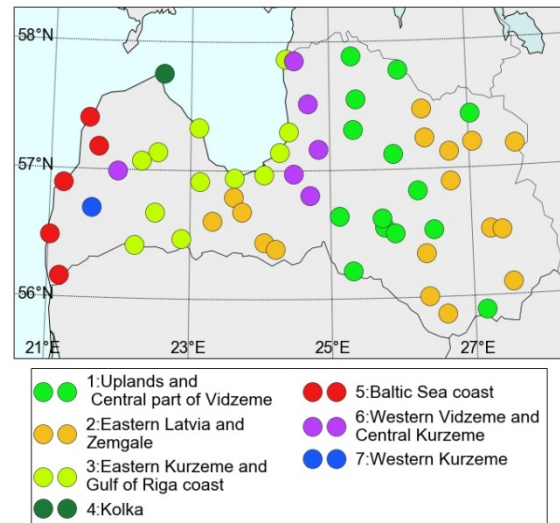 58°N
57°N
56°N
21°E
23°E
25°E
27°E
1:Uplands and
Central part of Vidzeme
2:Eastern Latvia and
Zemgale
3:Eastern Kurzeme and
Gulf of Riga coast
4:Kolka
5:Baltic Sea coast
6:Western Vidzeme and
Central Kurzeme
7:Western Kurzeme